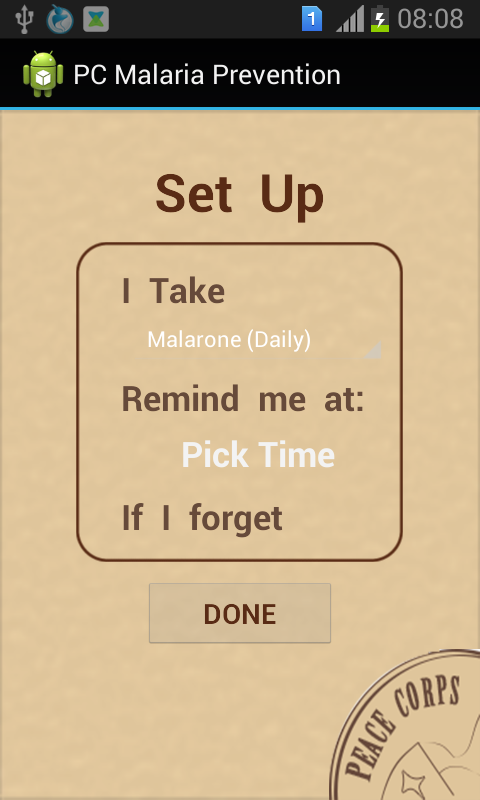 1 08:08
PC Malaria Prevention
Set Up
I Take
Malarone (Daily)
Remind me at:
Pick Time
If I forget
DONE
PEACE CORPS